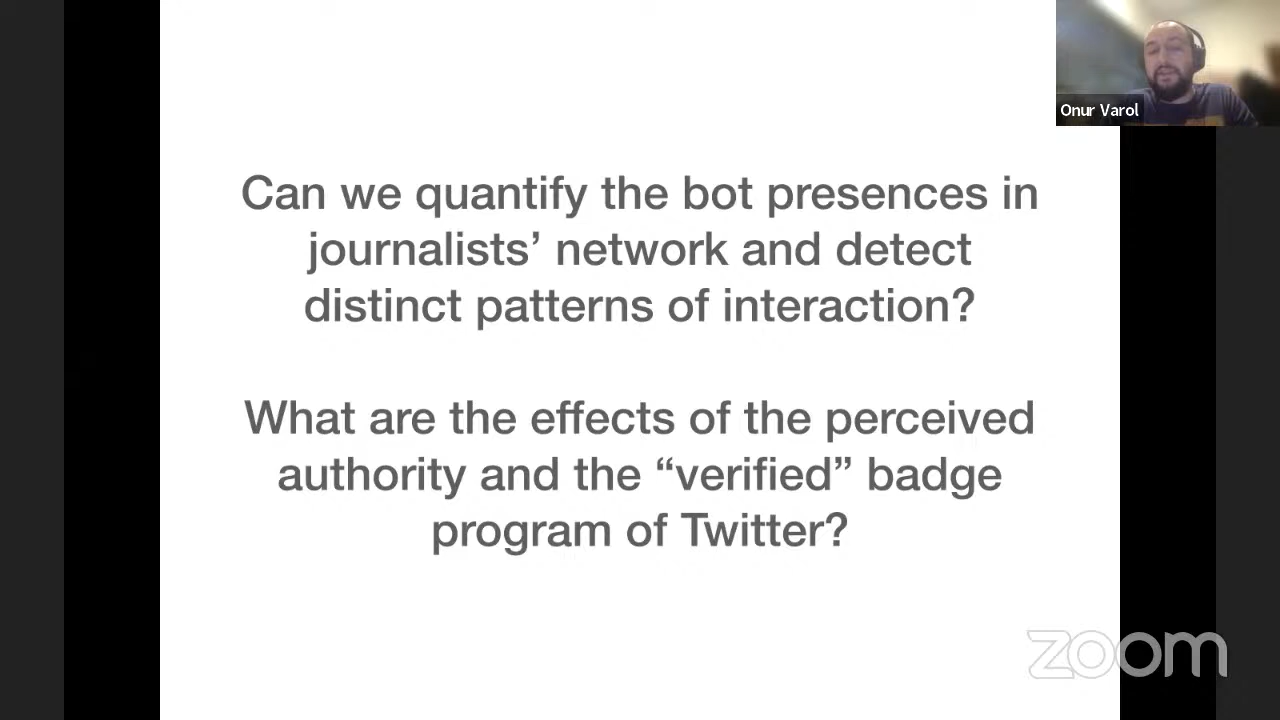 Onur Varol
Can we quantify the bot presences in
journalists’ network and detect
distinct patterns of interaction?
What are the effects of the perceived
authority and the “verified” badge
program of Twitter?
zoom